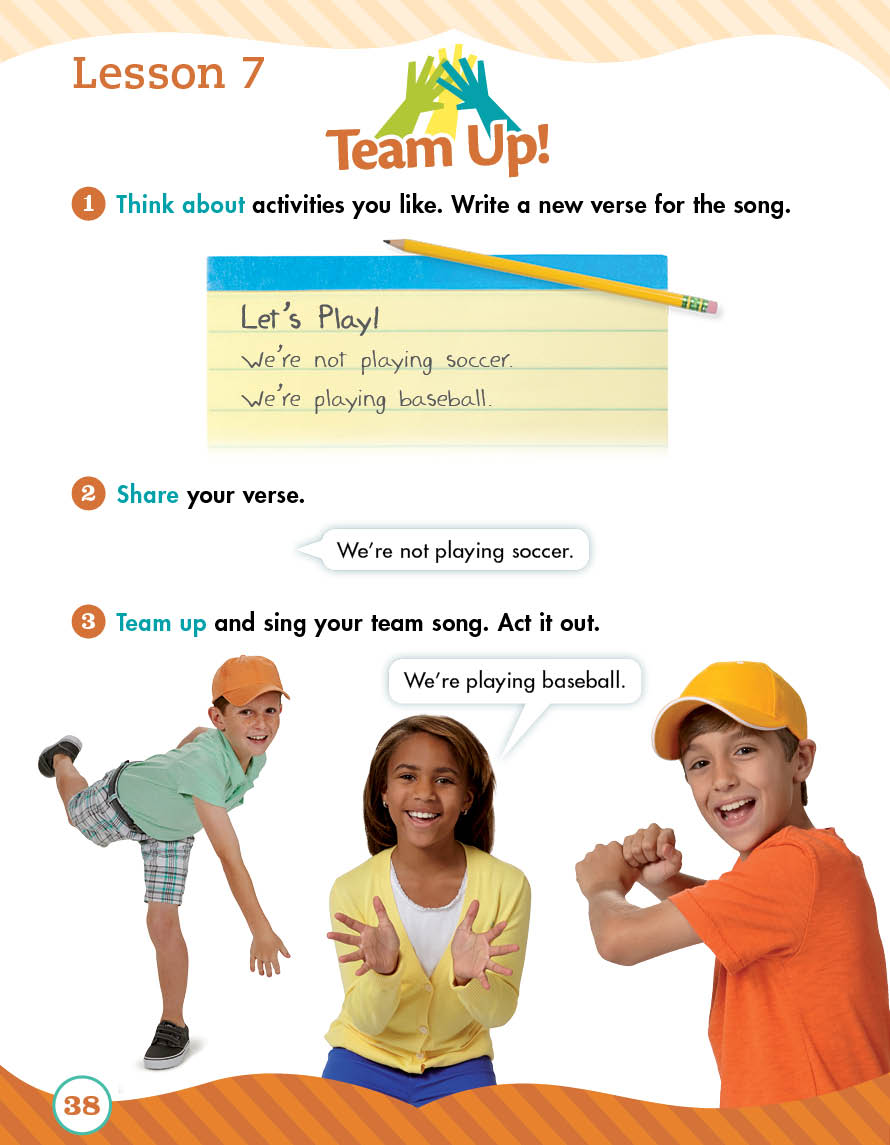 Lesson 7
Team Up!
1 Think about activities you like. Write a new verse for the song.
Let's Play!
We're not playing soccer.
We're playing baseball.
2 Share your verse.
We're not playing soccer.
3 Team up and sing your team song. Act it out.
We're playing baseball.
38